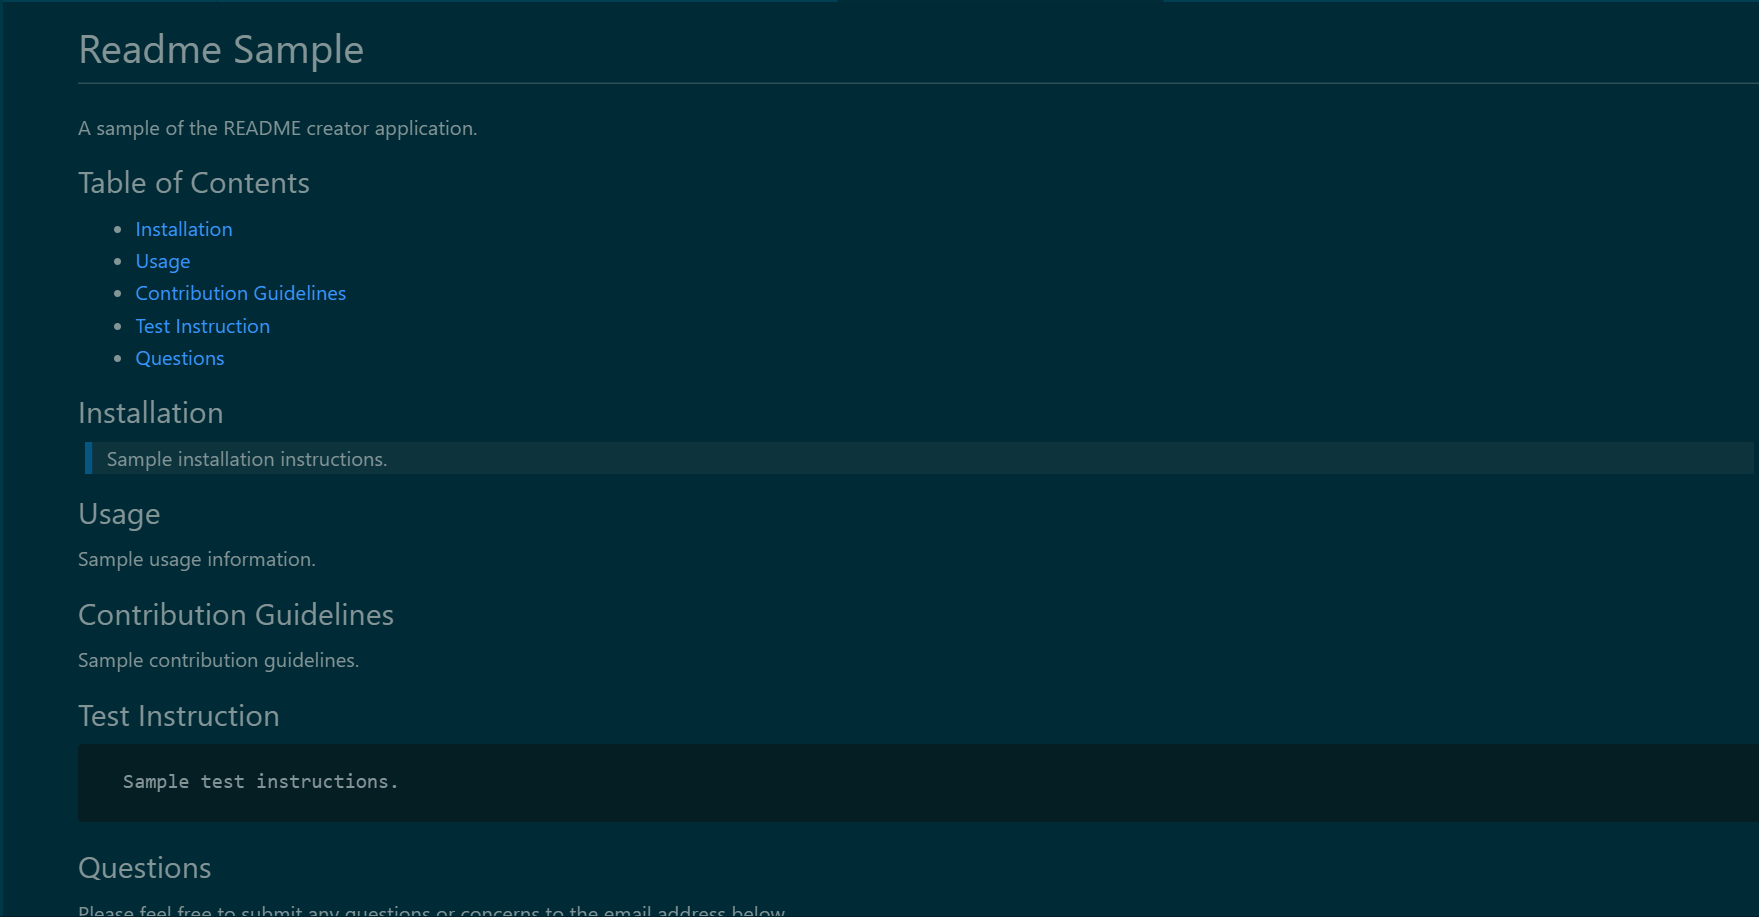 Readme Sample
A sample of the README creator application.
Table of Contents
Installation
Usage
Contribution Guidelines
Test Instruction
Questions
Installation
Sample installation instructions.
Usage
Sample usage information.
Contribution Guidelines
Sample contribution guidelines.
Test Instruction
Sample test instructions.
Questions
Please feel free to submit any questions or concerns to the email address below